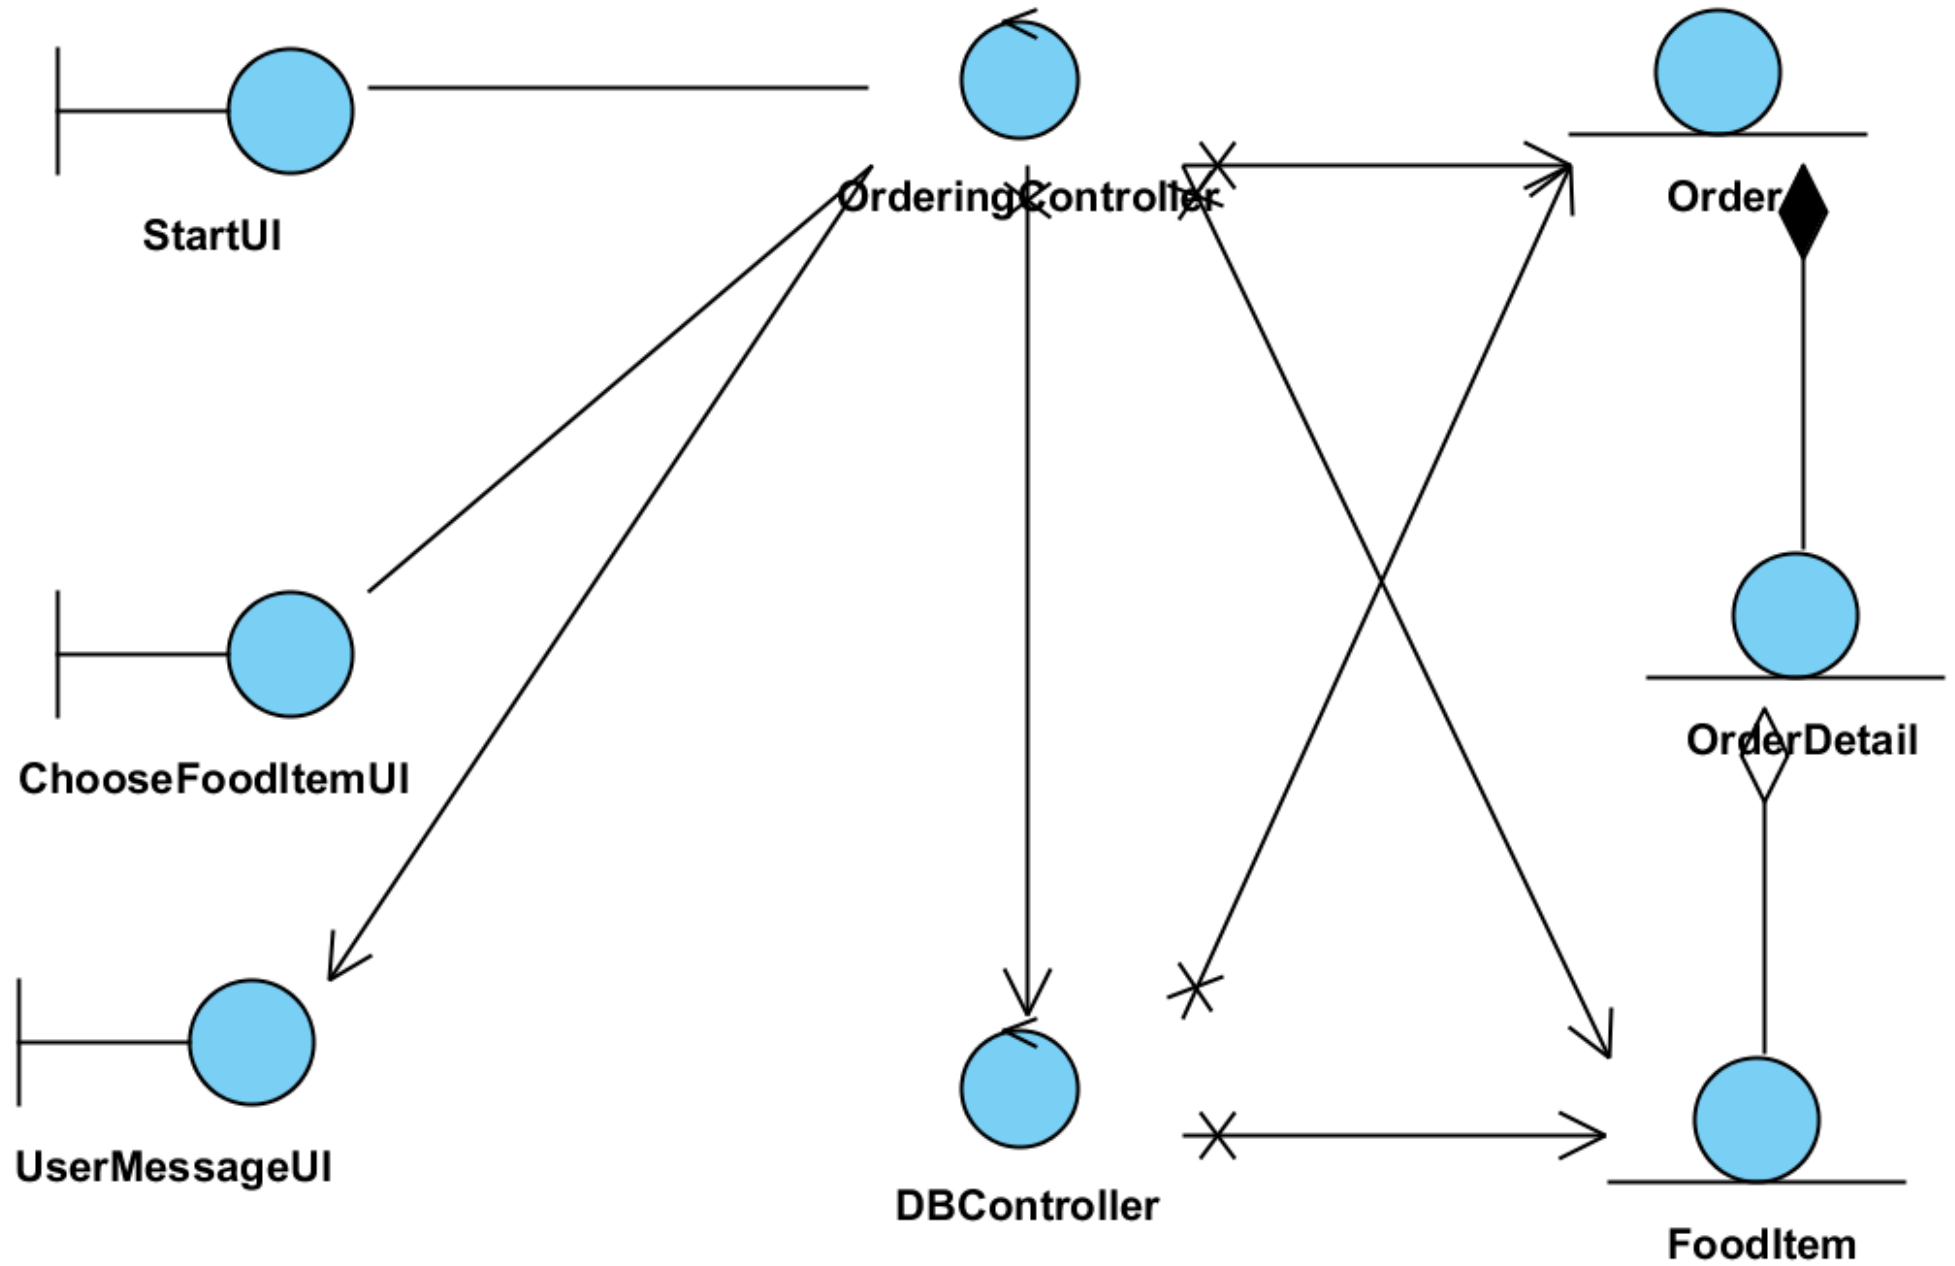 StartUI
OrderingController
Order
ChooseFoodItemUI
OrderDetail
UserMessageUI
DBController
FoodItem